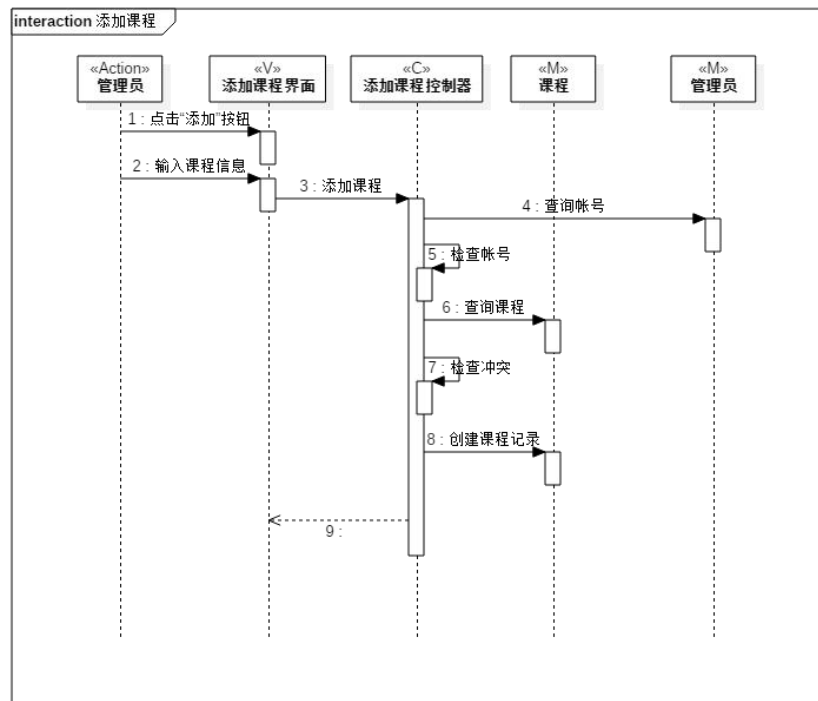 interaction 添加课程
«Action»
管理员
«V»
添加课程界面
«C»
添加课程控制器
«M»
课程
«M»
管理员
1 : 点击“添加”按钮
2 : 输入课程信息
3 : 添加课程
4 : 查询帐号
5 : 检查帐号
6 : 查询课程
7 : 检查冲突
8 : 创建课程记录
9 :